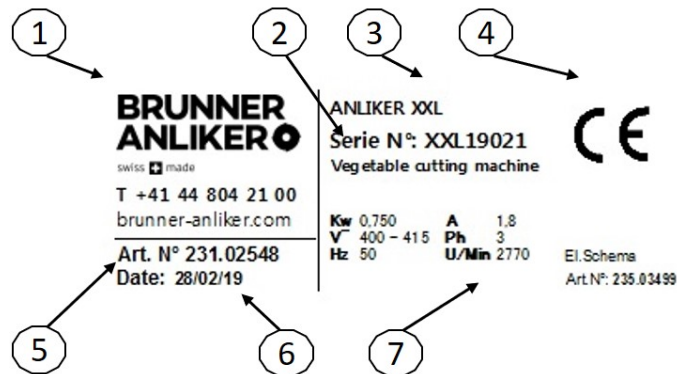 1
2
3
4
BRUNNER
ANLIKER
swiss made
T +41 44 804 21 00
brunner-anliker.com
Art. N° 231.02548
Date: 28/02/19
ANLIKER XXL
Serie N°: XXL19021
Vegetable cutting machine
Kw 0,750 A 1,8
V~ 400 – 415 Ph 3
Hz 50 U/Min 2770
CE
El.Schema
Art N°: 235.03499
5
6
7